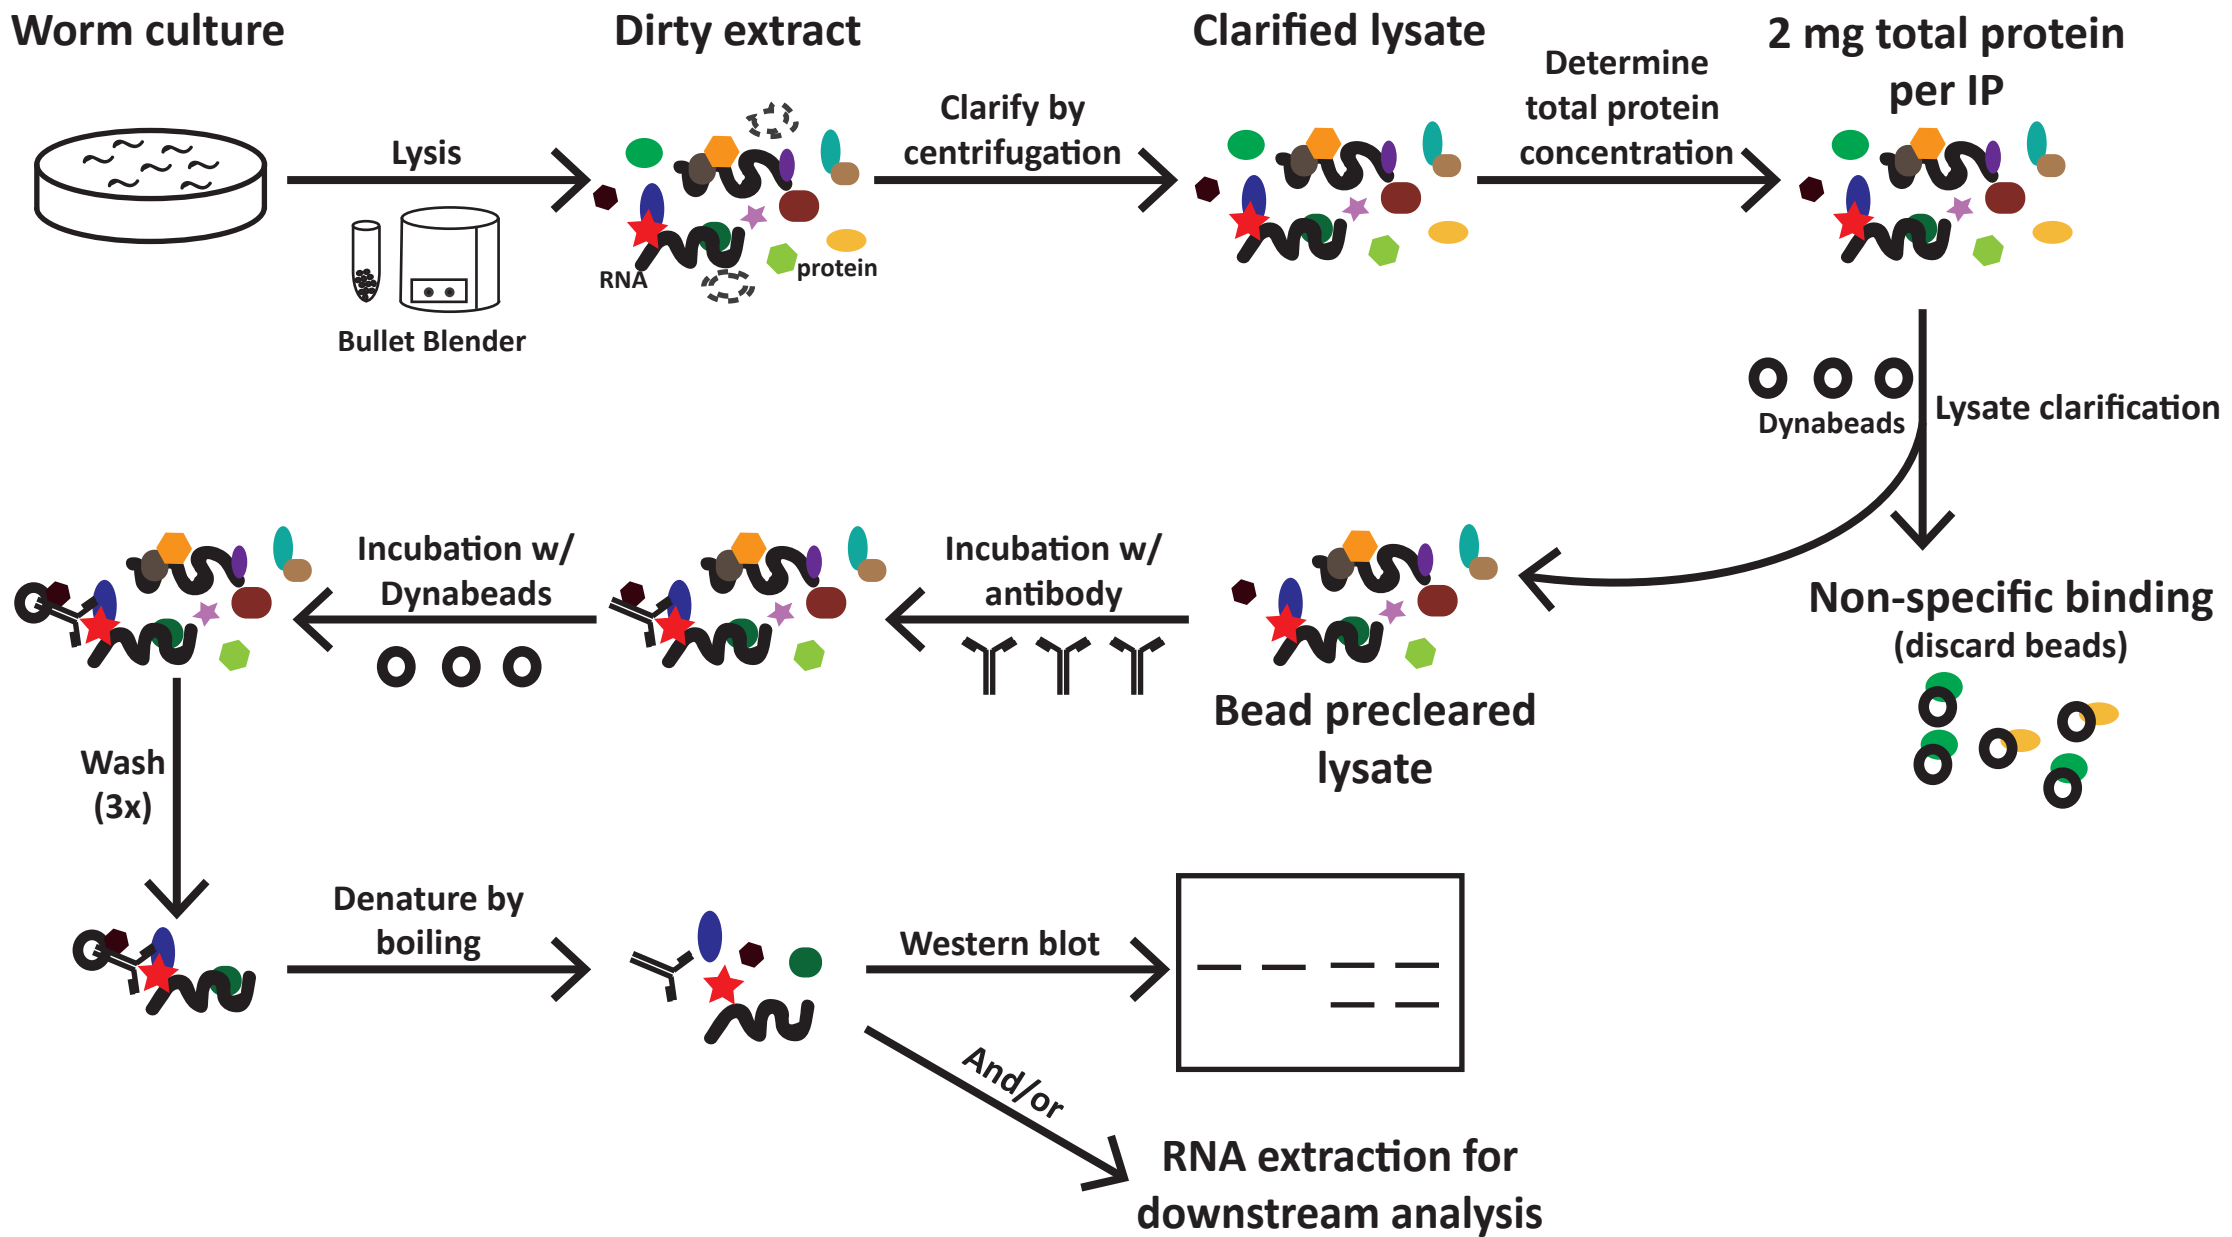 Worm culture
Dirty extract
Clarified lysate
2 mg total protein
per IP
Lysis
Bullet Blender
RNA
protein
Clarify by
centrifugation
Determine
total protein
concentration
Dynabeads
Lysate clarification
Non-specific binding
(discard beads)
Bead precleared
lysate
Incubation w/
antibody
Incubation w/
Dynabeads
Wash
(3x)
Denature by
boiling
Western blot
And/or
RNA extraction for
downstream analysis